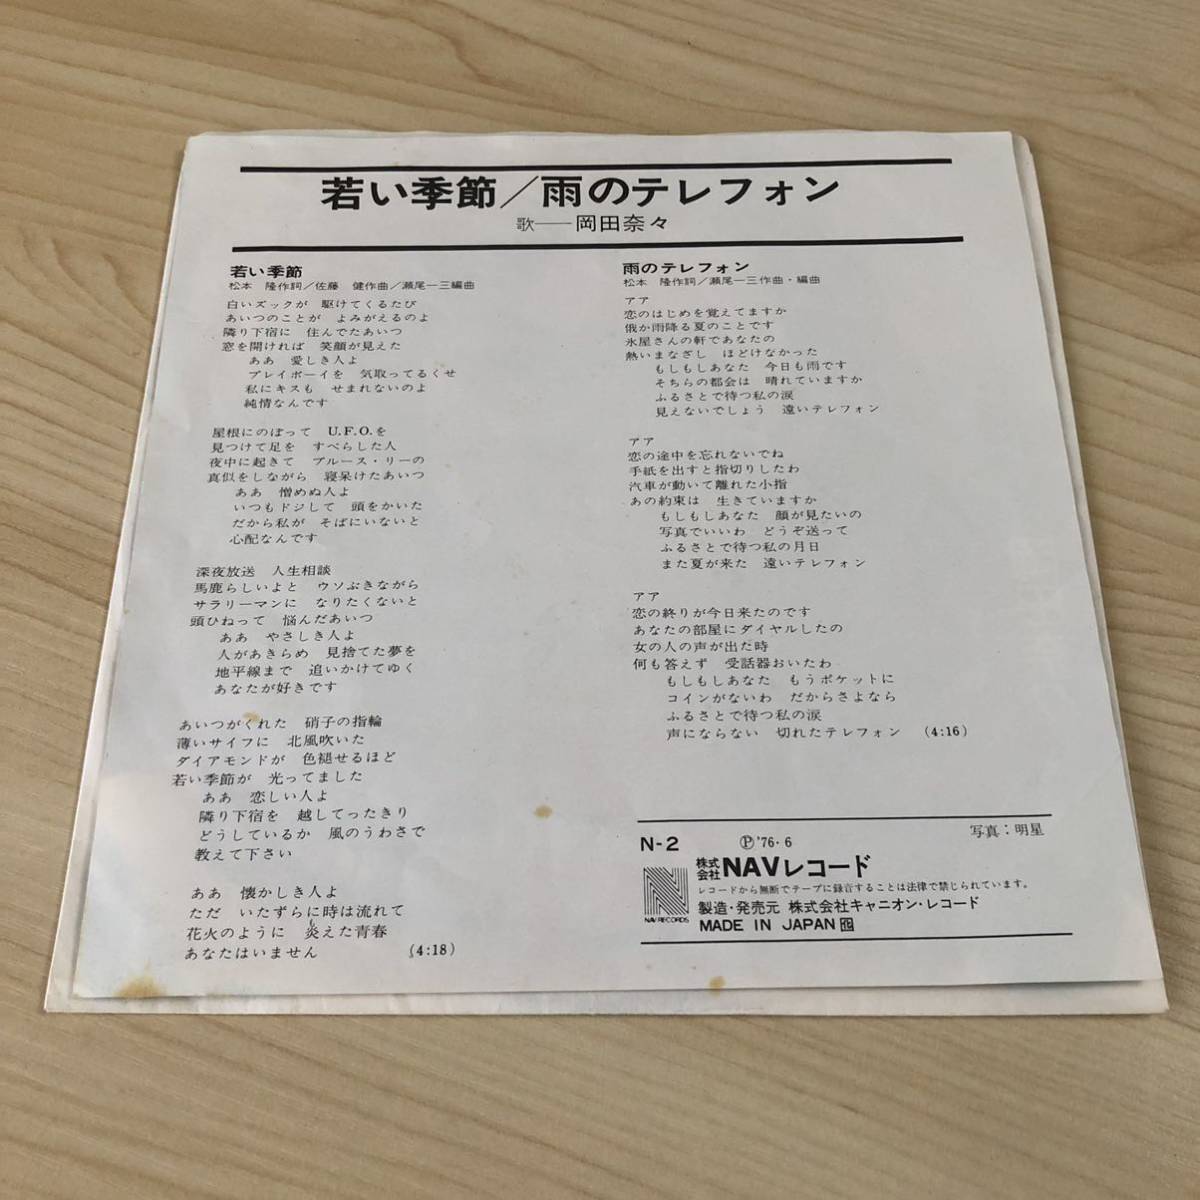 若い季節／雨のテレフォン
歌──岡田奈々
若い季節
松本 隆作詞／佐藤 健作曲／瀬尾一三編曲
白いズックが 駆けてくるたび
あいつのことが よみがえるのよ
隣り下宿に 住んでたあいつ
窓を開ければ 笑顔が見えた
ああ 愛しき人よ
プレイボーイを 気取ってるくせ
私にキスも せまれないのよ
純情なんです
屋根にのぼって U.F.O.を
見つけて足を すべらした人
夜中に起きて ブルース・リーの
真似をしながら 寝呆けたあいつ
ああ 憎めぬ人よ
いつもドジして 頭をかいた
だから私が そばにいないと
心配なんです
深夜放送 人生相談
馬鹿らしいよと ウソぶきながら
サラリーマンに なりたくないと
頭ひねって 悩んだあいつ
ああ やさしき人よ
人があきらめ 見捨てた夢を
地平線まで 追いかけてゆく
あなたが好きです
あいつがくれた 硝子の指輪
薄いサイフに 北風吹いた
ダイアモンドが 色褪せるほど
若い季節が 光ってました
ああ 恋しい人よ
隣り下宿を 越してったきり
どうしているか 風のうわさで
教えて下さい
ああ 懐かしき人よ
ただ いたずらに時は流れて
花火のように 炎えた青春
あなたはいません (4:18)
雨のテレフォン
松本 隆作詞／瀬尾一三作曲・編曲
アア
恋のはじめを覚えてますか
俄か雨降る夏のことです
氷屋さんの軒であなたの
熱いまなざし ほどけなかった
もしもしあなた 今日も雨です
そちらの都会は 晴れていますか
ふるさとで待つ私の涙
見えないでしょう 遠いテレフォン
アア
恋の途中を忘れないでね
手紙を出すと指切りしたわ
汽車が動いて離れた小指
あの約束は 生きていますか
もしもしあなた 顔が見たいの
写真でいいわ どうぞ送って
ふるさとで待つ私の月日
また夏が来た 遠いテレフォン
アア
恋の終りが今日来たのです
あなたの部屋にダイヤルしたの
女の人の声が出た時
何も答えず 受話器おいたわ
もしもしあなた もうポケットに
コインがないわ だからさよなら
ふるさとで待つ私の涙
声にならない 切れたテレフォン (4:16)
写真：明星
N-2 Ⓟ'76・6
株式会社 NAVレコード
レコードから無断でテープに録音することは法律で禁じられています。
NAV RECORDS
製造・発売元 株式会社キャニオン・レコード
MADE IN JAPAN